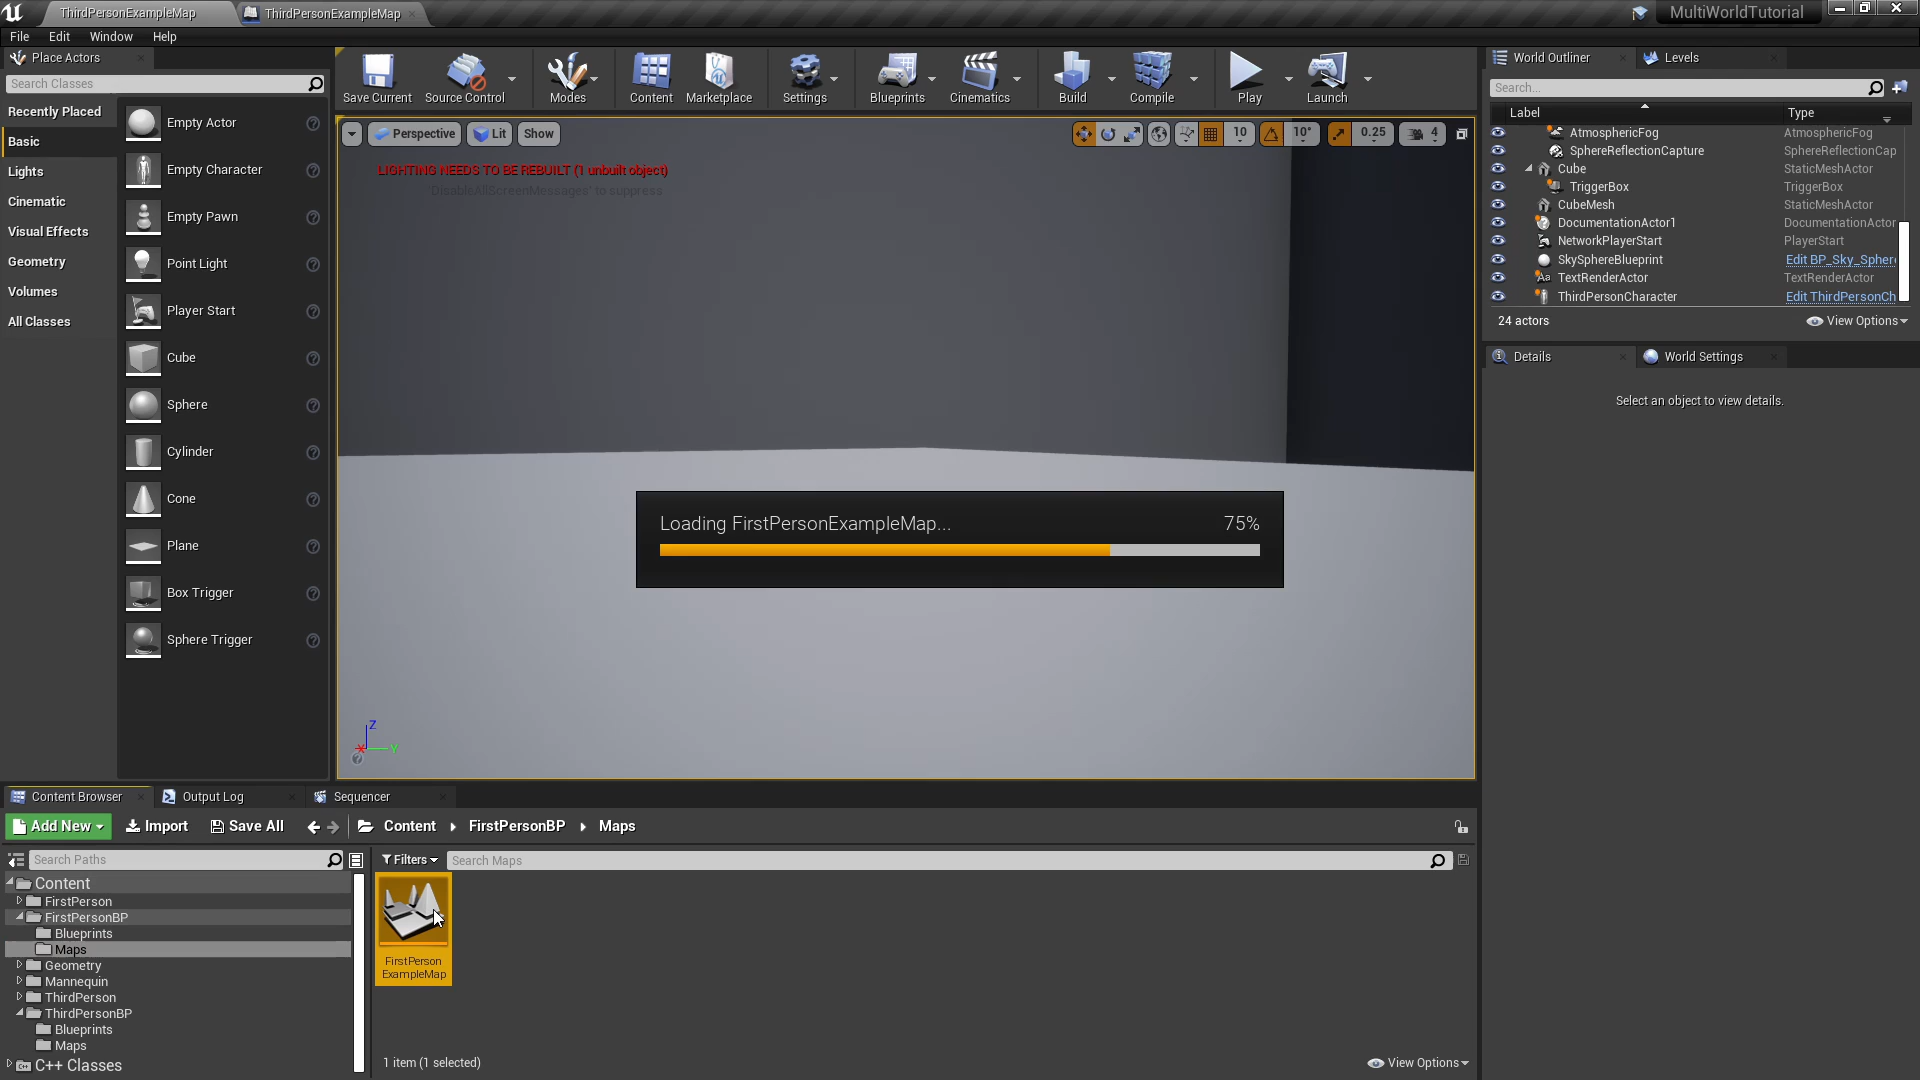 ThirdPersonExampleMap
ThirdPersonExampleMap
MultiWorldTutorial
File Edit Window Help
Place Actors
Search Classes
Recently Placed
Basic
Lights
Cinematic
Visual Effects
Geometry
Volumes
All Classes
Empty Actor
Empty Character
Empty Pawn
Point Light
Player Start
Cube
Sphere
Cylinder
Cone
Plane
Box Trigger
Sphere Trigger
Save Current Source Control Modes Content Marketplace Settings Blueprints Cinematics Build Compile Play Launch
Perspective Lit Show
10 10° 0.25 4
LIGHTING NEEDS TO BE REBUILT (1 unbuilt object)
'DisableAllScreenMessages' to suppress
Loading FirstPersonExampleMap... 75%
Z
X Y
World Outliner Levels
Search...
Label Type
AtmosphericFog AtmosphericFog
SphereReflectionCapture SphereReflectionCap
Cube StaticMeshActor
TriggerBox TriggerBox
CubeMesh StaticMeshActor
DocumentationActor1 DocumentationActor
NetworkPlayerStart PlayerStart
SkySphereBlueprint Edit BP_Sky_Spher
TextRenderActor TextRenderActor
ThirdPersonCharacter Edit ThirdPersonCh
24 actors View Options
Details World Settings
Select an object to view details.
Content Browser Output Log Sequencer
Add New Import Save All Content FirstPersonBP Maps
Search Paths
Filters Search Maps
Content
FirstPerson
FirstPersonBP
Blueprints
Maps
Geometry
Mannequin
ThirdPerson
ThirdPersonBP
Blueprints
Maps
C++ Classes
FirstPerson
ExampleMap
1 item (1 selected) View Options